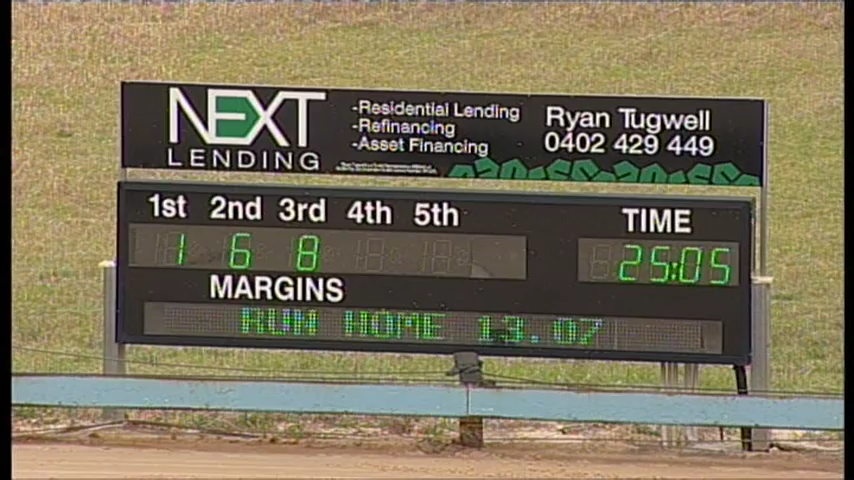 NEXT
LENDING
-Residential Lending
-Refinancing
-Asset Financing
Ryan Tugwell
0402 429 449
1st 2nd 3rd 4th 5th
TIME
1 6 8
25:05
MARGINS
RUN HOME 13.07